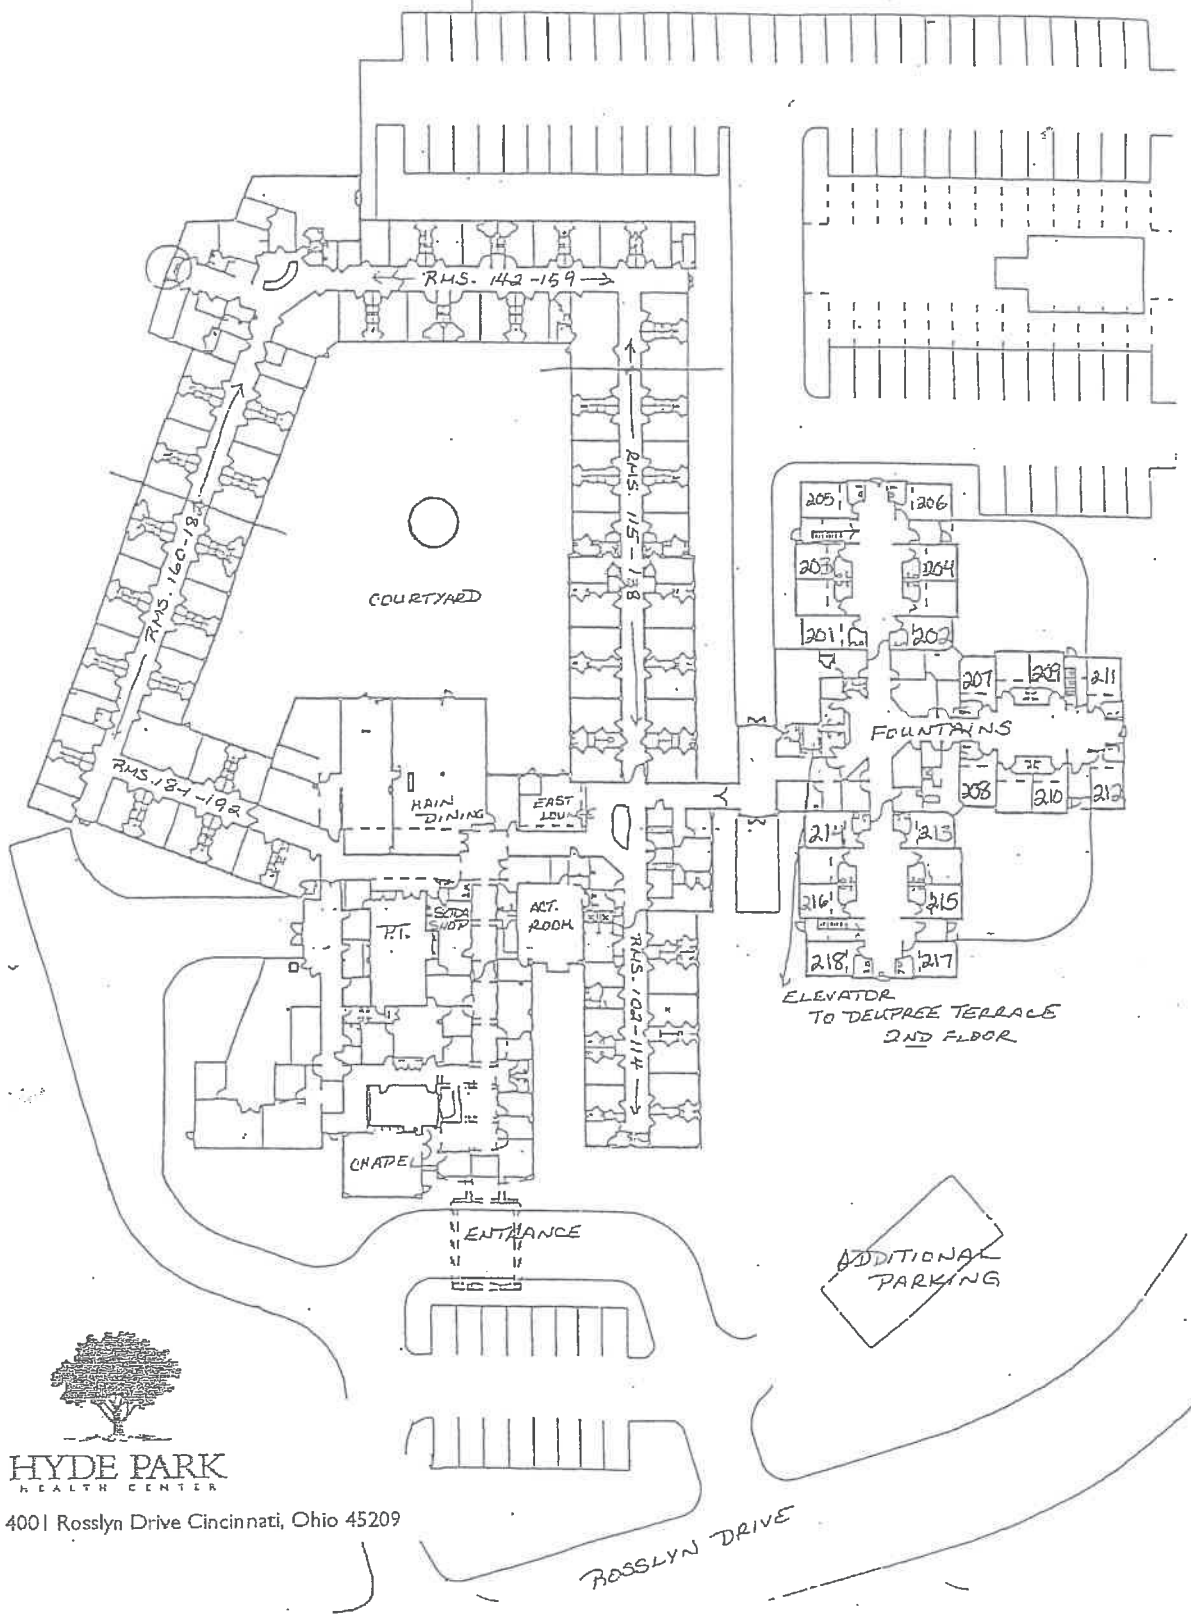 RMS. 142-159
RMS. 115-138
RMS. 160-18
COURTYARD
205
206
203
204
201
202
207
209
211
FOUNTAINS
208
210
212
214
213
216
215
218
217
RMS. 184-192
MAIN
DINING
EAST
LOUN
P.T.
SODA
SHOP
ACT.
ROOM
RMS. 102-114
ELEVATOR
TO DEUPREE TERRACE
2ND FLOOR
CHAPEL
ENTRANCE
ADDITIONAL
PARKING
HYDE PARK
HEALTH CENTER
4001 Rosslyn Drive Cincinnati, Ohio 45209
ROSSLYN DRIVE